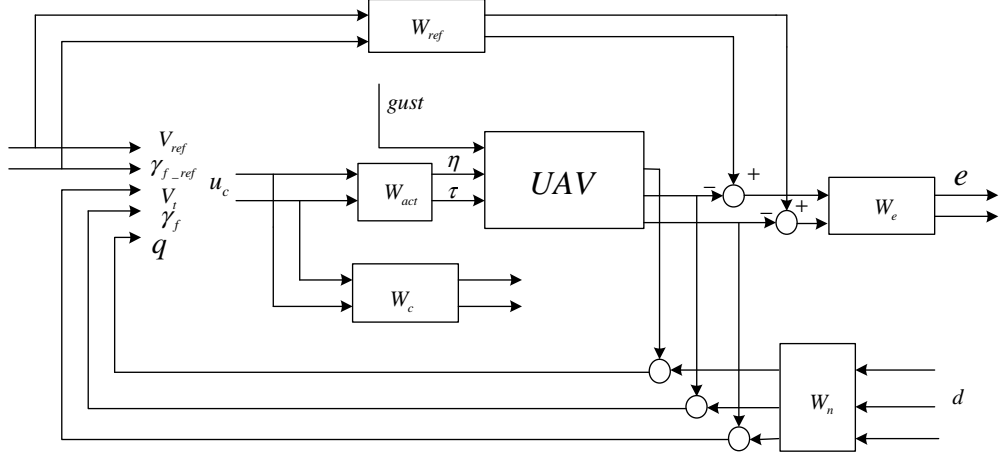 W_ref
gust
V_ref
γ_f_ref
V_t
γ_f
q
u_c
W_act
η
τ
UAV
− +
− +
W_e
e
W_c
W_n
d